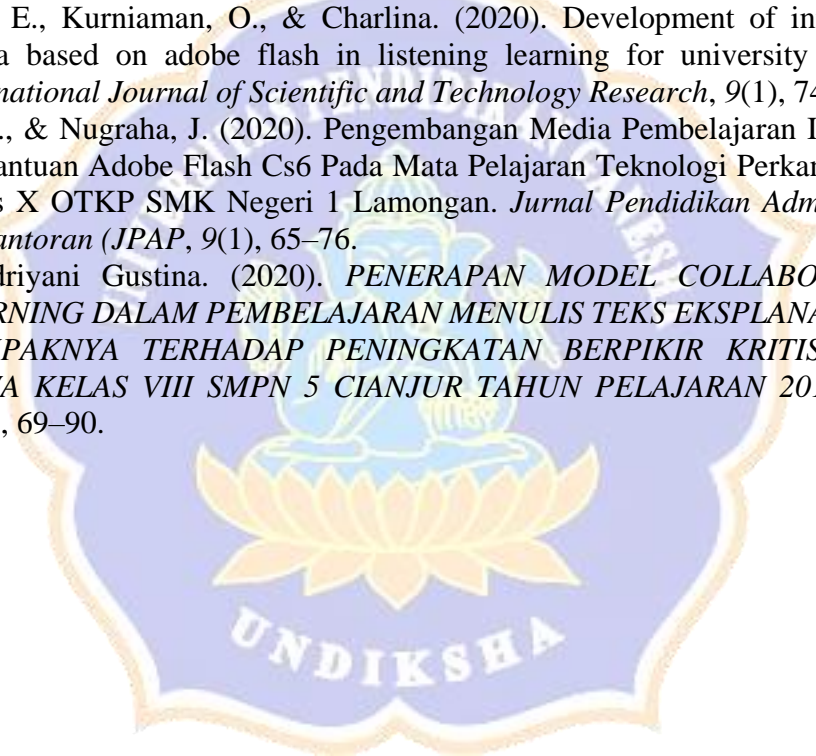 E., Kurniaman, O., & Charlina. (2020). Development of in
a based on adobe flash in listening learning for university
national Journal of Scientific and Technology Research, 9(1), 74
., & Nugraha, J. (2020). Pengembangan Media Pembelajaran I
antuan Adobe Flash Cs6 Pada Mata Pelajaran Teknologi Perkan
s X OTKP SMK Negeri 1 Lamongan. Jurnal Pendidikan Adm
antoran (JPAP, 9(1), 65–76.
driyani Gustina. (2020). PENERAPAN MODEL COLLABO
RNING DALAM PEMBELAJARAN MENULIS TEKS EKSPLANA
PAKNYA TERHADAP PENINGKATAN BERPIKIR KRITIS
A KELAS VIII SMPN 5 CIANJUR TAHUN PELAJARAN 201
, 69–90.
UNIVERSITAS PENDIDIKAN GANESHA
UNDIKSHA